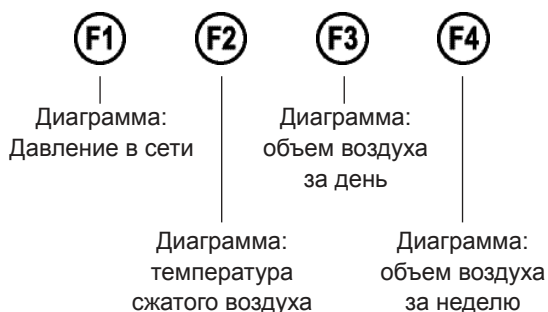 F1 F2 F3 F4
Диаграмма:
Давление в сети
Диаграмма:
объем воздуха
за день
Диаграмма:
температура
сжатого воздуха
Диаграмма:
объем воздуха
за неделю